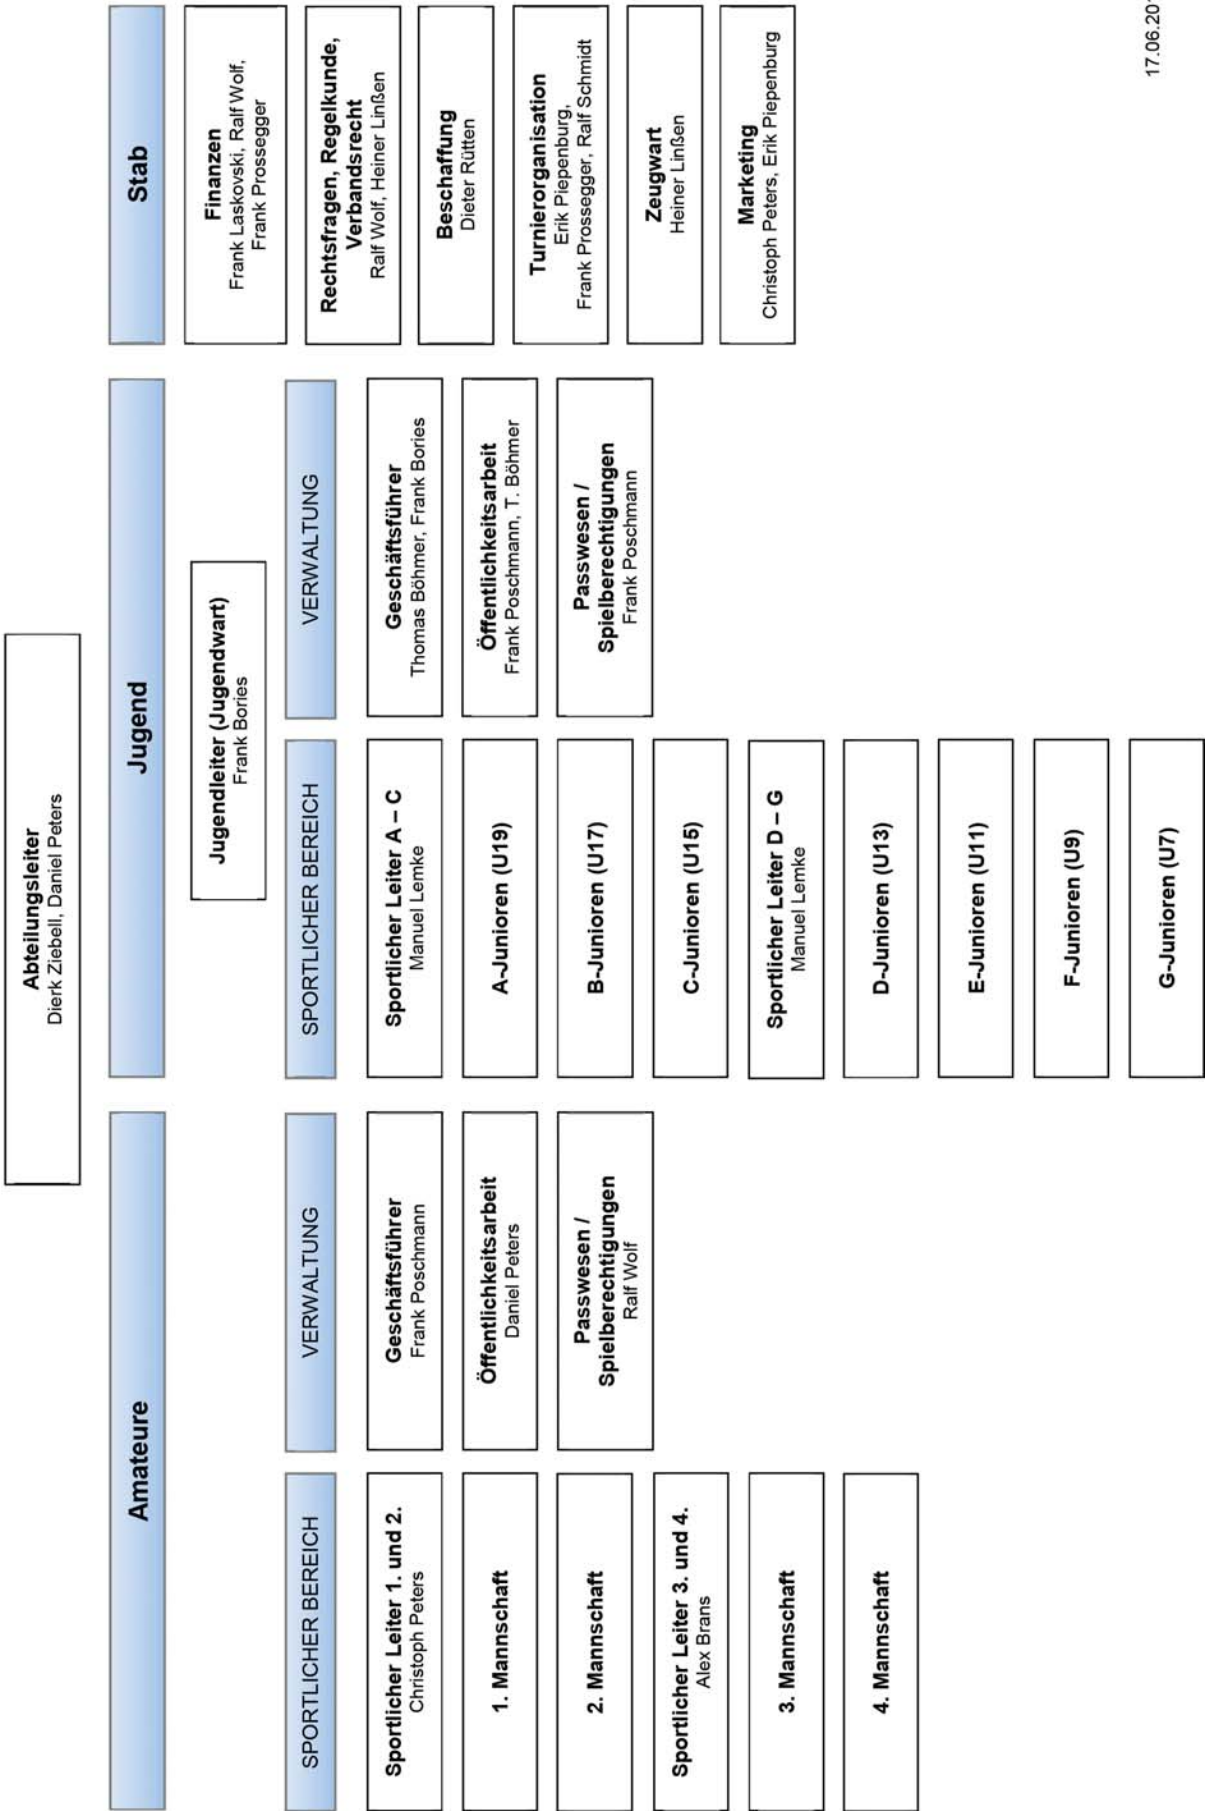 Abteilungsleiter
Dierk Ziebell, Daniel Peters
Amateure
SPORTLICHER BEREICH
Sportlicher Leiter 1. und 2.
Christoph Peters
1. Mannschaft
2. Mannschaft
Sportlicher Leiter 3. und 4.
Alex Brans
3. Mannschaft
4. Mannschaft
VERWALTUNG
Geschäftsführer
Frank Poschmann
Öffentlichkeitsarbeit
Daniel Peters
Passwesen /
Spielberechtigungen
Ralf Wolf
Jugend
Jugendleiter (Jugendwart)
Frank Bories
SPORTLICHER BEREICH
Sportlicher Leiter A – C
Manuel Lemke
A-Junioren (U19)
B-Junioren (U17)
C-Junioren (U15)
Sportlicher Leiter D – G
Manuel Lemke
D-Junioren (U13)
E-Junioren (U11)
F-Junioren (U9)
G-Junioren (U7)
VERWALTUNG
Geschäftsführer
Thomas Böhmer, Frank Bories
Öffentlichkeitsarbeit
Frank Poschmann, T. Böhmer
Passwesen /
Spielberechtigungen
Frank Poschmann
Stab
Finanzen
Frank Laskovski, Ralf Wolf,
Frank Prossegger
Rechtsfragen, Regelkunde,
Verbandsrecht
Ralf Wolf, Heiner Linßen
Beschaffung
Dieter Rütten
Turnierorganisation
Erik Piepenburg,
Frank Prossegger, Ralf Schmidt
Zeugwart
Heiner Linßen
Marketing
Christoph Peters, Erik Piepenburg
17.06.201